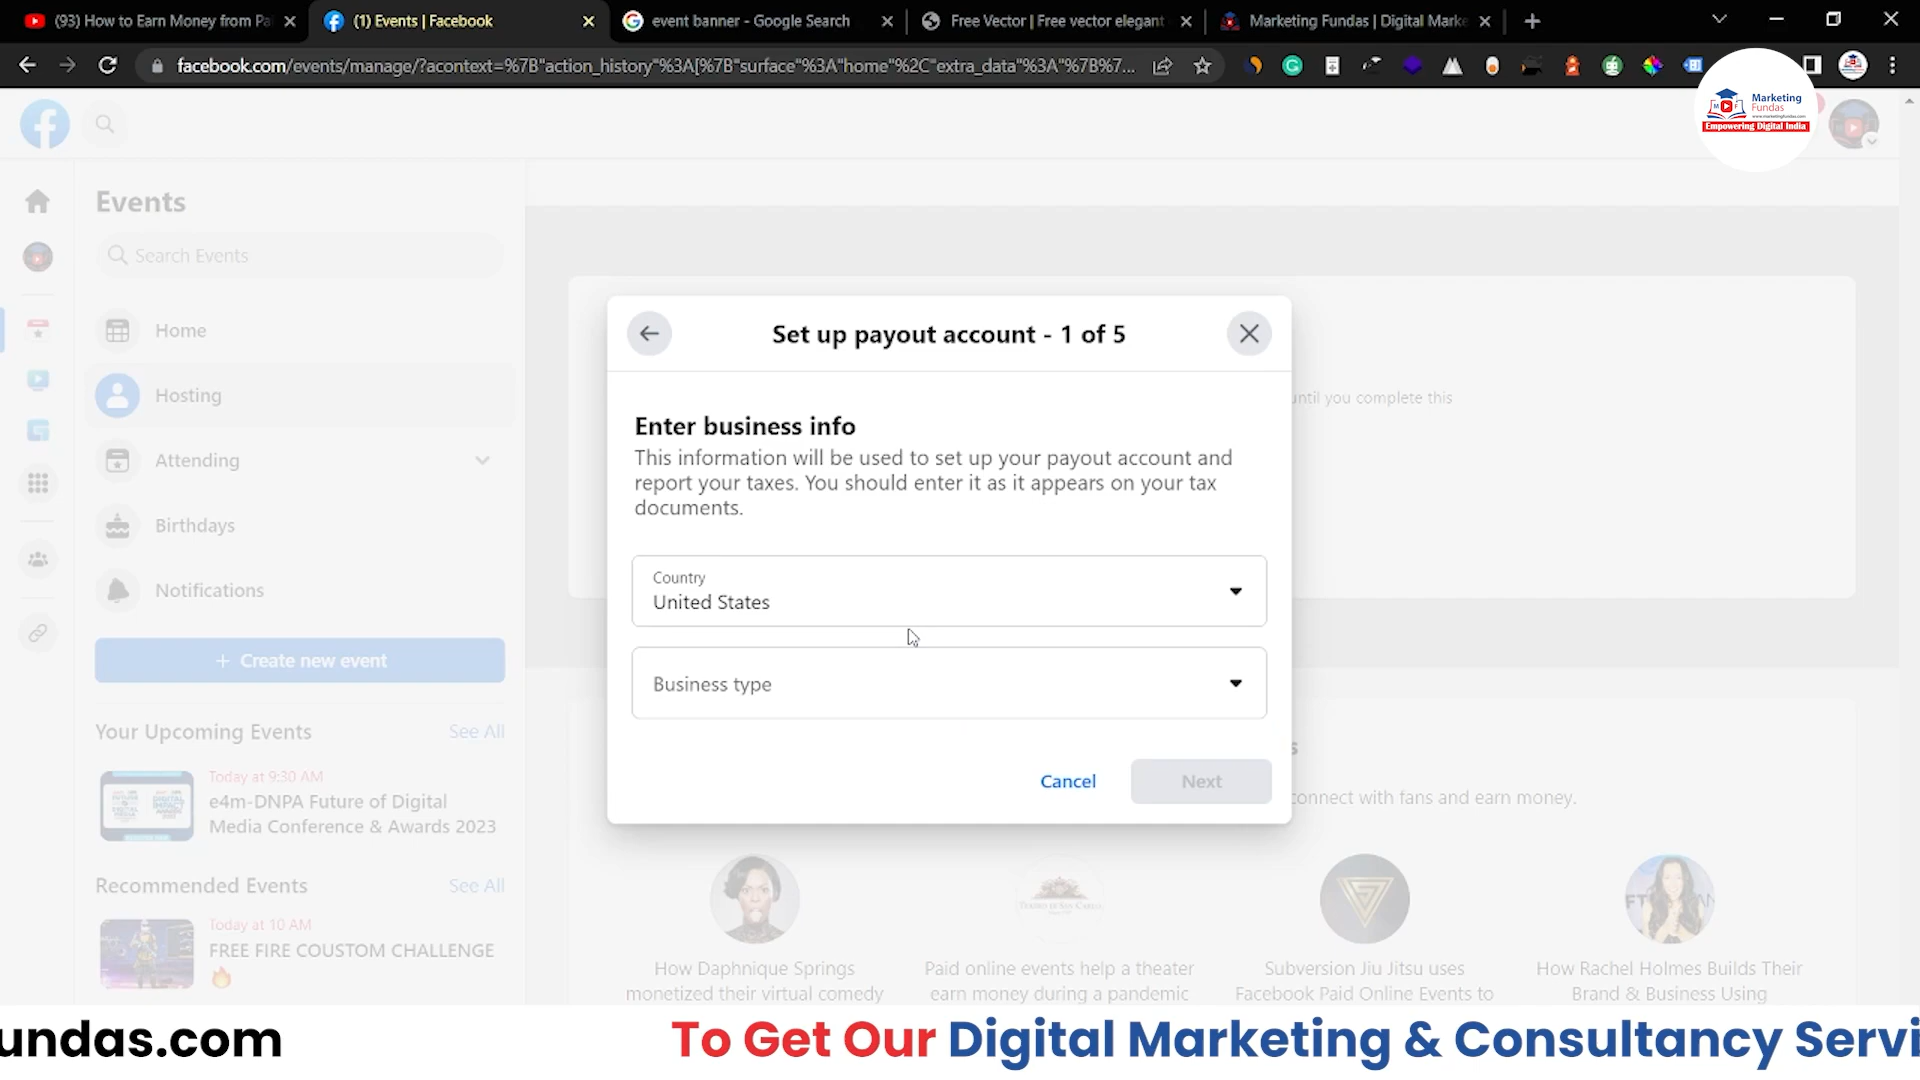 (93) How to Earn Money from Pa
(1) Events | Facebook
event banner - Google Search
Free Vector | Free vector elegant
Marketing Fundas | Digital Marke
facebook.com/events/manage/?acontext=%7B"action_history"%3A[%7B"surface"%3A"home"%2C"extra_data"%3A"%7B%7...
Marketing
Fundas
www.marketingfundas.com
Empowering Digital India
Events
Search Events
Home
Hosting
Attending
Birthdays
Notifications
+ Create new event
Your Upcoming Events See All
Today at 9:30 AM
e4m-DNPA Future of Digital
Media Conference & Awards 2023
Recommended Events See All
Today at 10 AM
FREE FIRE COUSTOM CHALLENGE
Set up payout account - 1 of 5
Enter business info
This information will be used to set up your payout account and
report your taxes. You should enter it as it appears on your tax
documents.
Country
United States
Business type
Cancel Next
until you complete this
connect with fans and earn money.
How Daphnique Springs
monetized their virtual comedy
Paid online events help a theater
earn money during a pandemic
Subversion Jiu Jitsu uses
Facebook Paid Online Events to
How Rachel Holmes Builds Their
Brand & Business Using
undas.com
To Get Our Digital Marketing & Consultancy Servi